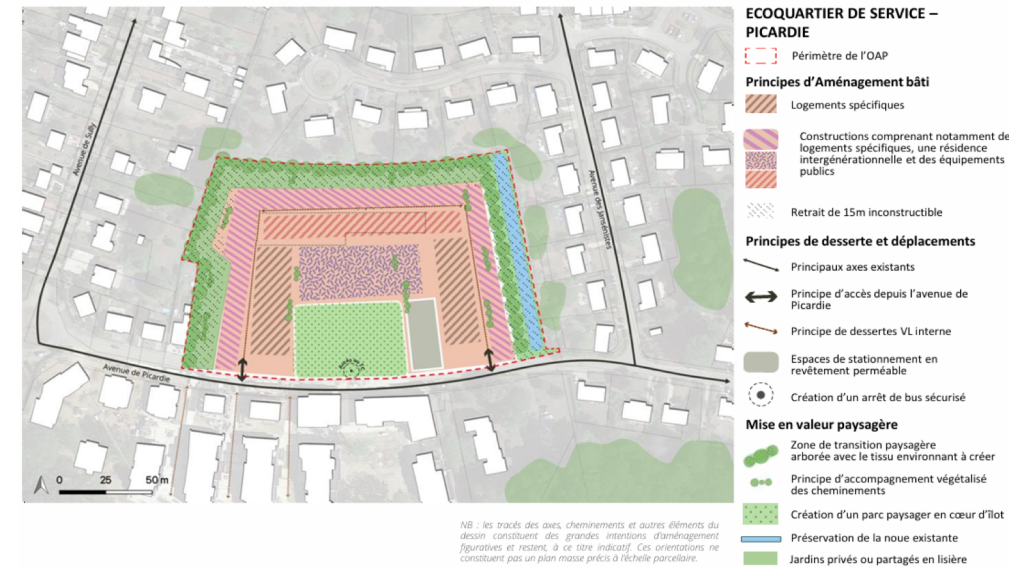 ECOQUARTIER DE SERVICE –
PICARDIE
Périmètre de l’OAP
Principes d’Aménagement bâti
Logements spécifiques
Constructions comprenant notamment de
logements spécifiques, une résidence
intergénérationnelle et des équipements
publics
Retrait de 15m inconstructible
Principes de desserte et déplacements
Principaux axes existants
Principe d’accès depuis l’avenue de
Picardie
Principe de dessertes VL interne
Espaces de stationnement en
revêtement perméable
Création d’un arrêt de bus sécurisé
Mise en valeur paysagère
Zone de transition paysagère
arborée avec le tissu environnant à créer
Principe d’accompagnement végétalisé
des cheminements
Création d’un parc paysager en cœur d’îlot
Préservation de la noue existante
Jardins privés ou partagés en lisière
Avenue de Sully
Avenue des Jansénistes
Avenue de Picardie
0 25 50 m
NB : les tracés des axes, cheminements et autres éléments du
dessin constituent des grandes intentions d’aménagement
figuratives et restent, à ce titre indicatif. Ces orientations ne
constituent pas un plan masse précis à l’échelle parcellaire.